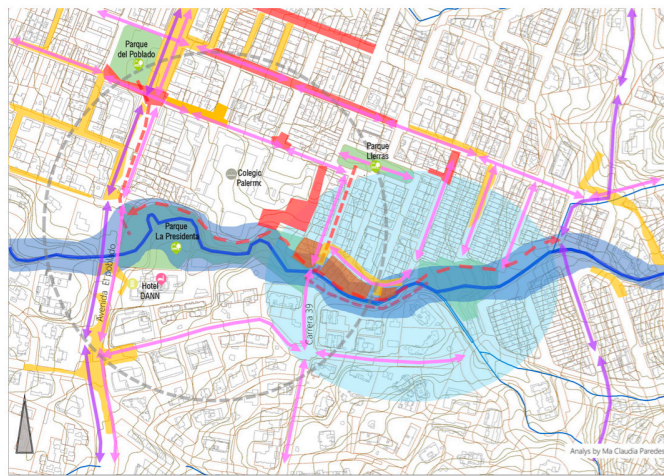 Parque
del Poblado
Parque
Llerras
Colegio
Palermo
Parque
La Presidenta
Avenida El poblado
Hotel
DANN
Carrera 39
Analys by Ma Claudia Paredes